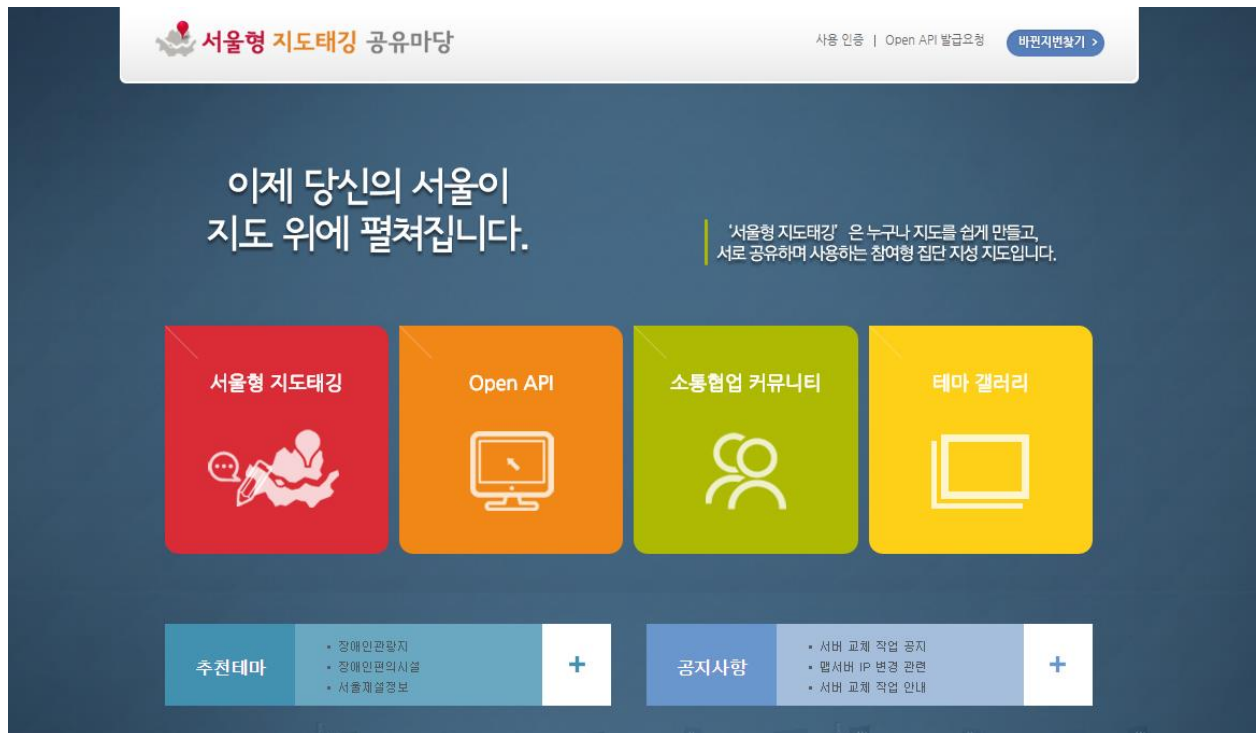 서울형 지도태깅 공유마당
사용 인증 | Open API 발급요청
바뀐지번찾기 >
이제 당신의 서울이
지도 위에 펼쳐집니다.
'서울형 지도태깅' 은 누구나 지도를 쉽게 만들고,
서로 공유하며 사용하는 참여형 집단 지성 지도입니다.
서울형 지도태깅
Open API
소통협업 커뮤니티
테마 갤러리
추천테마
▪ 장애인관광지
▪ 장애인편의시설
▪ 서울제설정보
+
공지사항
▪ 서버 교체 작업 공지
▪ 맵서버 IP 변경 관련
▪ 서버 교체 작업 안내
+